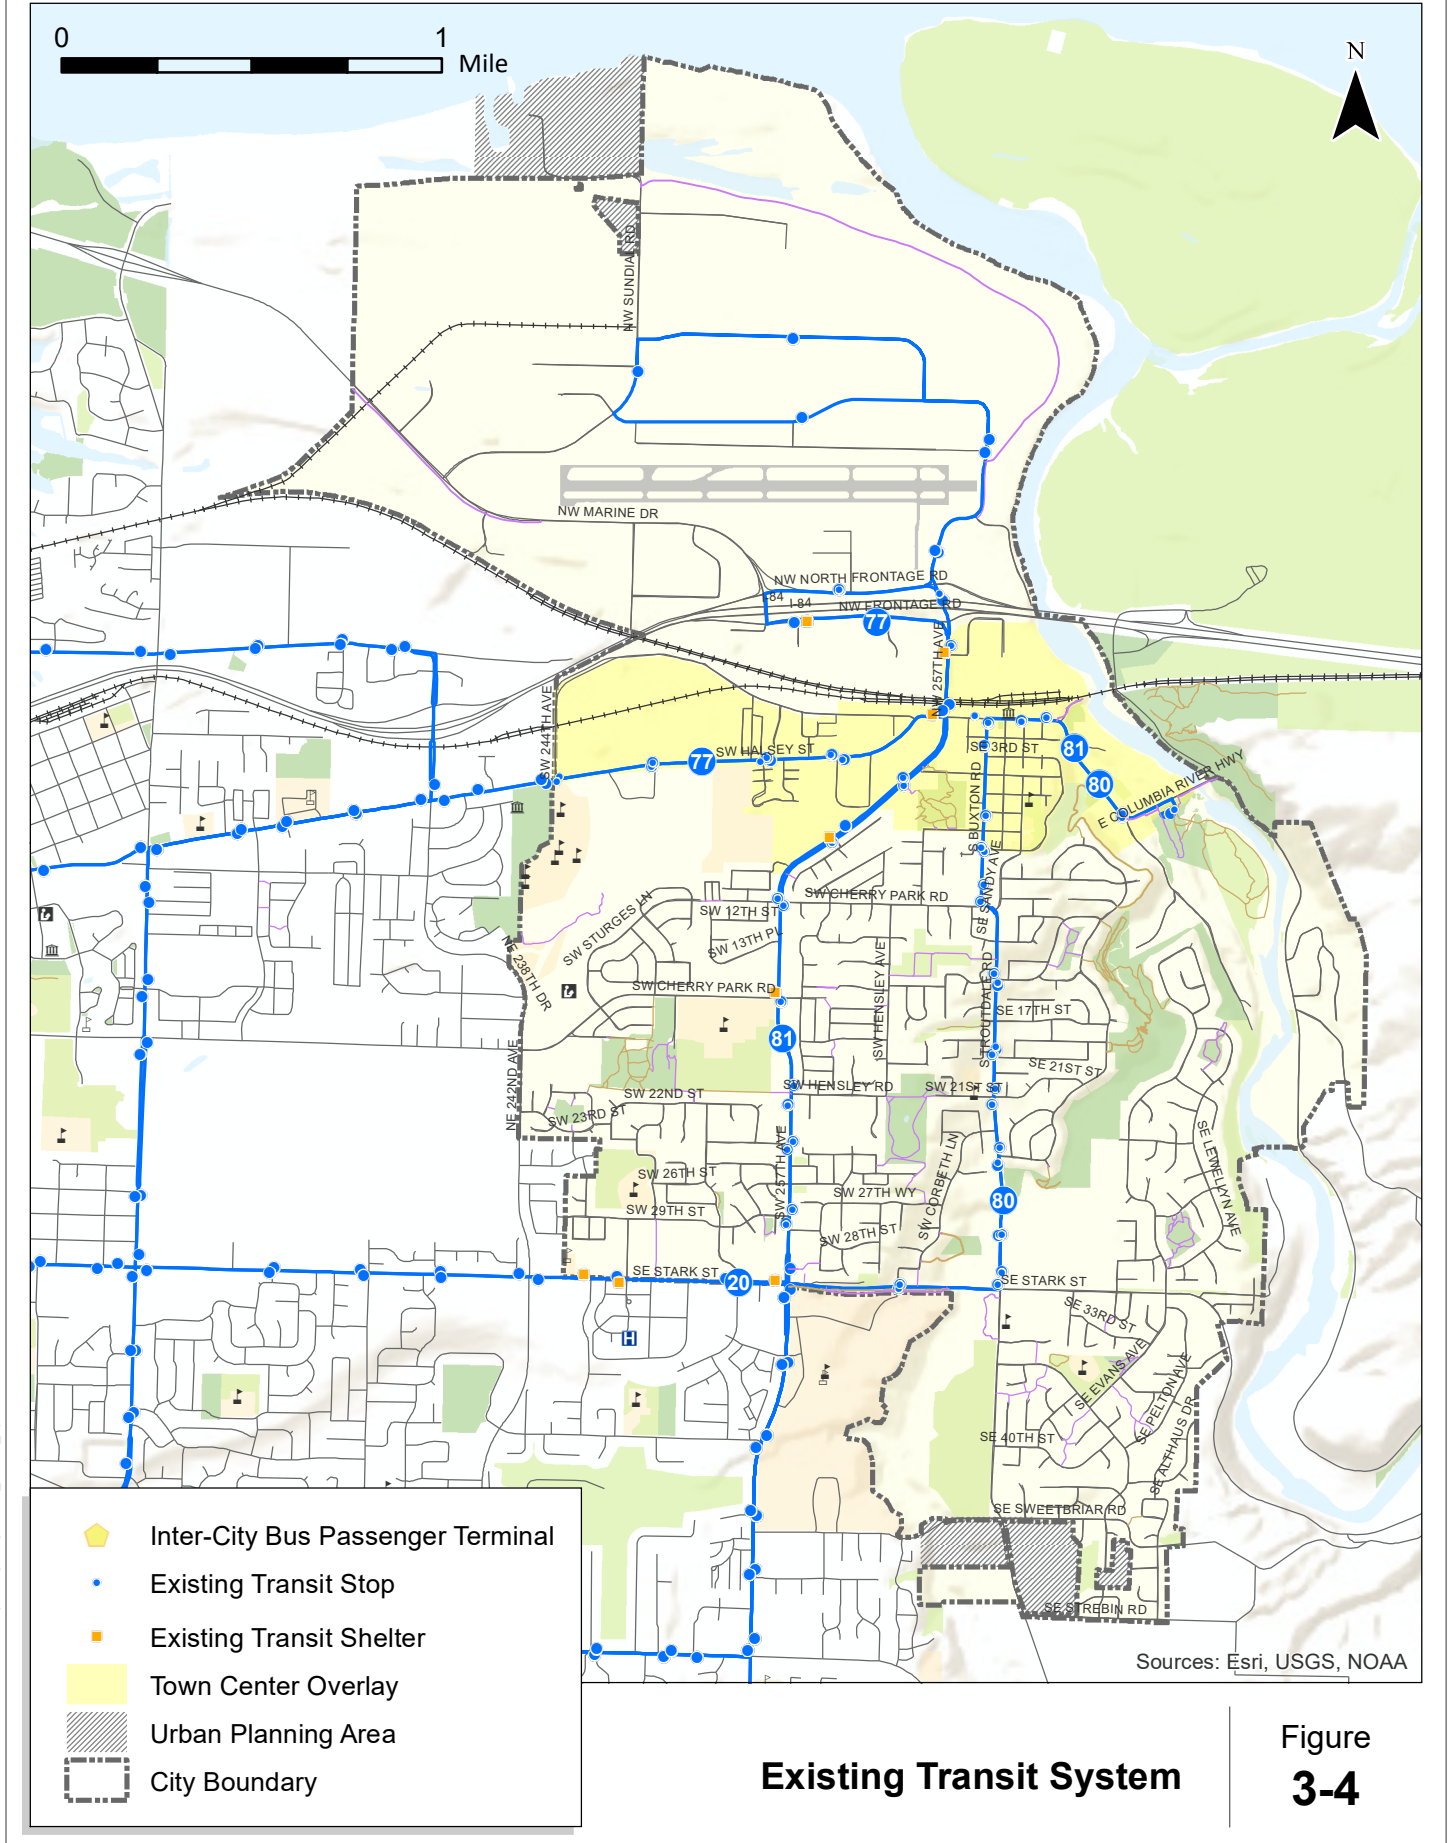 0 1
Mile
N
NW SUNDIAL RD
NW MARINE DR
NW NORTH FRONTAGE RD
I-84
I-84
NW FRONTAGE RD
77
NW 257TH AVE
SW 244TH AVE
SW HALSEY ST
77
SE 3RD ST
81
80
E COLUMBIA RIVER HWY
S BUXTON RD
SE SANDY AVE
SW CHERRY PARK RD
SW 12TH ST
SW STURGES LN
SW 13TH PL
NE 238TH DR
SW CHERRY PARK RD
SW HENSLEY AVE
S TROUTDALE RD
SE 17TH ST
81
SE 21ST ST
NE 242ND AVE
SW HENSLEY RD
SW 21ST ST
SW 22ND ST
SW 23RD ST
SW 257TH AVE
SW CORBETH LN
SE LEWELLYN AVE
SW 26TH ST
SW 27TH WY
80
SW 29TH ST
SW 28TH ST
SE STARK ST
20
SE STARK ST
H
SE 33RD ST
SE EVANS AVE
SE PELTON AVE
SE ALTHAUS DR
SE 40TH ST
SE SWEETBRIAR RD
SE STREBIN RD
Inter-City Bus Passenger Terminal
Existing Transit Stop
Existing Transit Shelter
Town Center Overlay
Urban Planning Area
City Boundary
Sources: Esri, USGS, NOAA
Existing Transit System
Figure
3-4